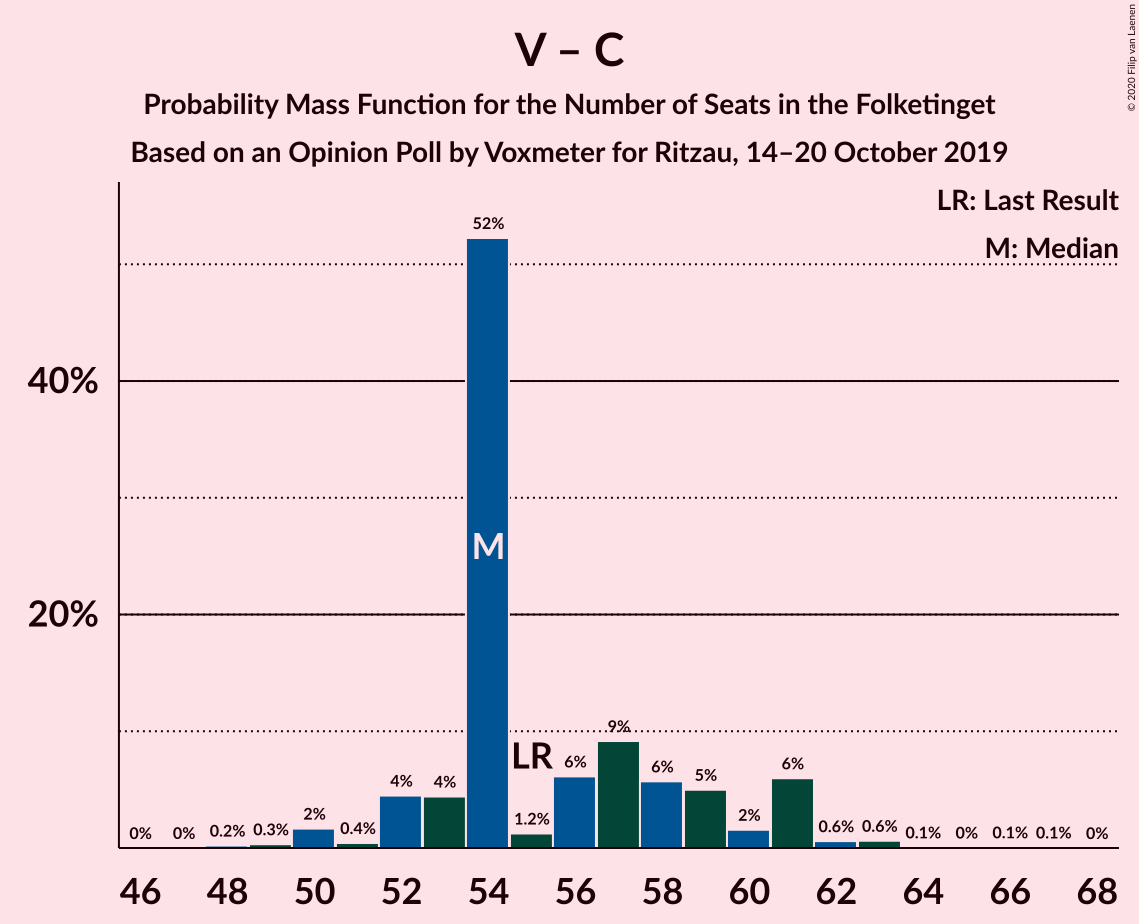 V – C
Probability Mass Function for the Number of Seats in the Folketinget
Based on an Opinion Poll by Voxmeter for Ritzau, 14–20 October 2019
© 2020 Filip van Laenen
LR: Last Result
M: Median
52%
40%
M
20%
9%
LR
4% 4% 6% 6% 5% 6%
0% 0% 0.2% 0.3% 2% 0.4% 1.2% 2% 0.6% 0.6% 0.1% 0% 0.1% 0.1% 0%
46 48 50 52 54 56 58 60 62 64 66 68